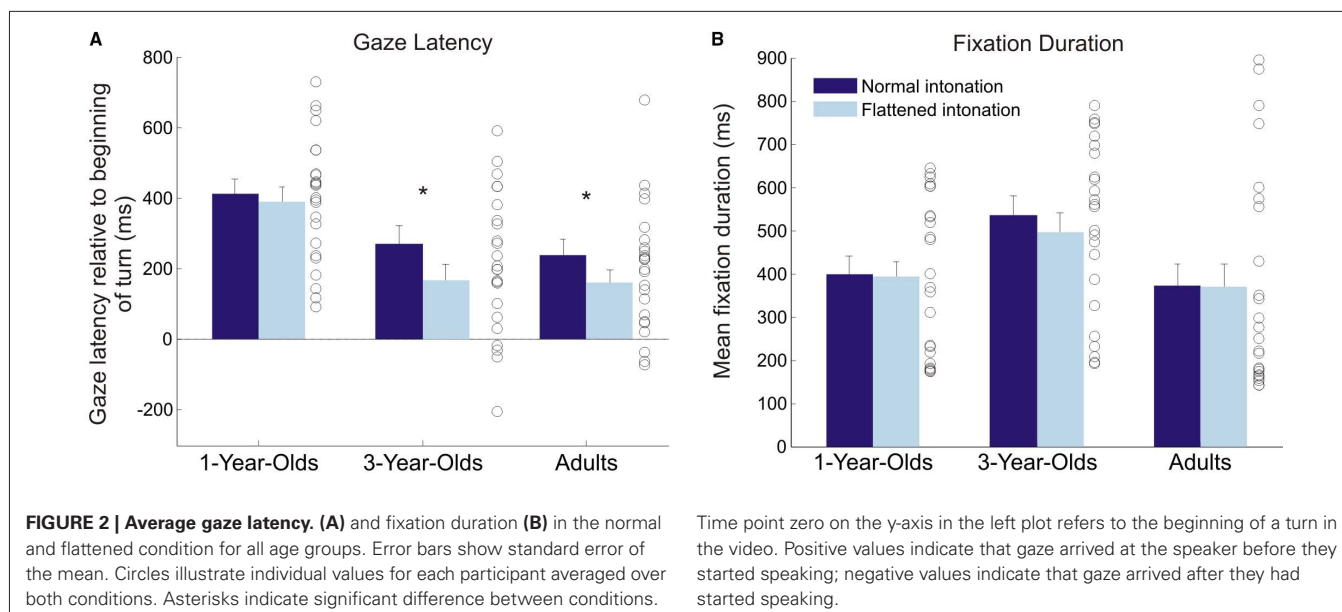 A
Gaze Latency
800
600
400
200
0
-200
Gaze latency relative to beginning
of turn (ms)
*
*
1-Year-Olds 3-Year-Olds Adults
B
Fixation Duration
900
800
700
600
500
400
300
200
100
0
Mean fixation duration (ms)
Normal intonation
Flattened intonation
1-Year-Olds 3-Year-Olds Adults
FIGURE 2 | Average gaze latency. (A) and fixation duration (B) in the normal
and flattened condition for all age groups. Error bars show standard error of
the mean. Circles illustrate individual values for each participant averaged over
both conditions. Asterisks indicate significant difference between conditions.
Time point zero on the y-axis in the left plot refers to the beginning of a turn in
the video. Positive values indicate that gaze arrived at the speaker before they
started speaking; negative values indicate that gaze arrived after they had
started speaking.